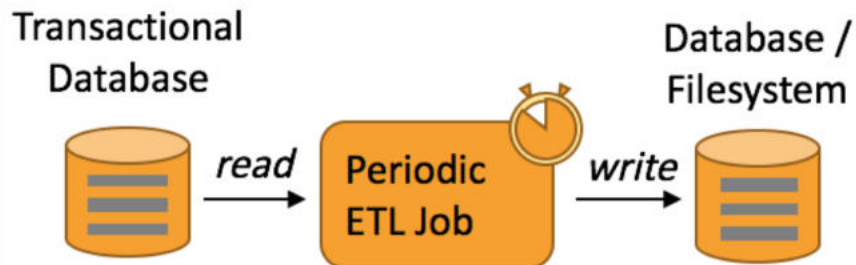 Transactional
Database
read
Periodic
ETL Job
write
Database /
Filesystem